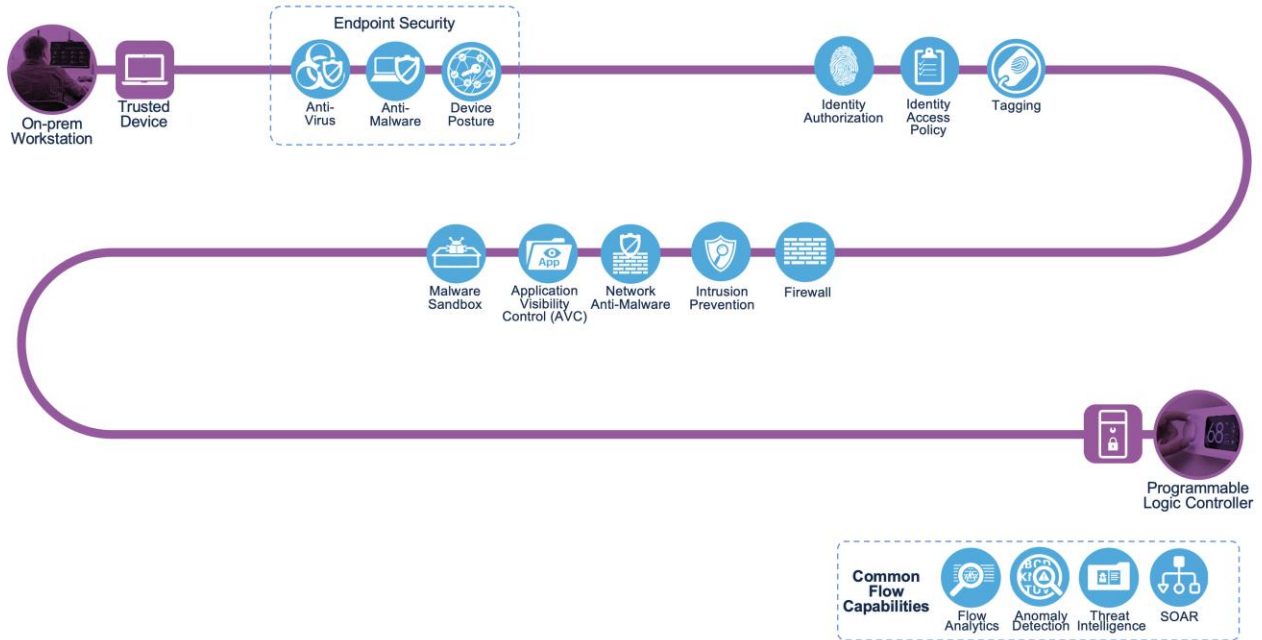 Endpoint Security
On-prem
Workstation
Trusted
Device
Anti-
Virus
Anti-
Malware
Device
Posture
Identity
Authorization
Identity
Access
Policy
Tagging
Malware
Sandbox
App
Application
Visibility
Control (AVC)
Network
Anti-Malware
Intrusion
Prevention
Firewall
68
Programmable
Logic Controller
Common
Flow
Capabilities
Flow
Analytics
Anomaly
Detection
Threat
Intelligence
SOAR